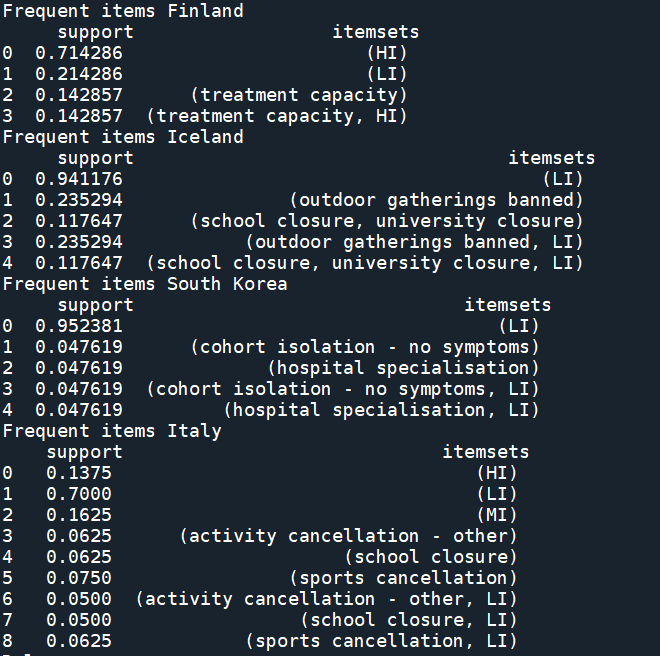 Frequent items Finland
support itemsets
0 0.714286 (HI)
1 0.214286 (LI)
2 0.142857 (treatment capacity)
3 0.142857 (treatment capacity, HI)
Frequent items Iceland
support itemsets
0 0.941176 (LI)
1 0.235294 (outdoor gatherings banned)
2 0.117647 (school closure, university closure)
3 0.235294 (outdoor gatherings banned, LI)
4 0.117647 (school closure, university closure, LI)
Frequent items South Korea
support itemsets
0 0.952381 (LI)
1 0.047619 (cohort isolation - no symptoms)
2 0.047619 (hospital specialisation)
3 0.047619 (cohort isolation - no symptoms, LI)
4 0.047619 (hospital specialisation, LI)
Frequent items Italy
support itemsets
0 0.1375 (HI)
1 0.7000 (LI)
2 0.1625 (MI)
3 0.0625 (activity cancellation - other)
4 0.0625 (school closure)
5 0.0750 (sports cancellation)
6 0.0500 (activity cancellation - other, LI)
7 0.0500 (school closure, LI)
8 0.0625 (sports cancellation, LI)